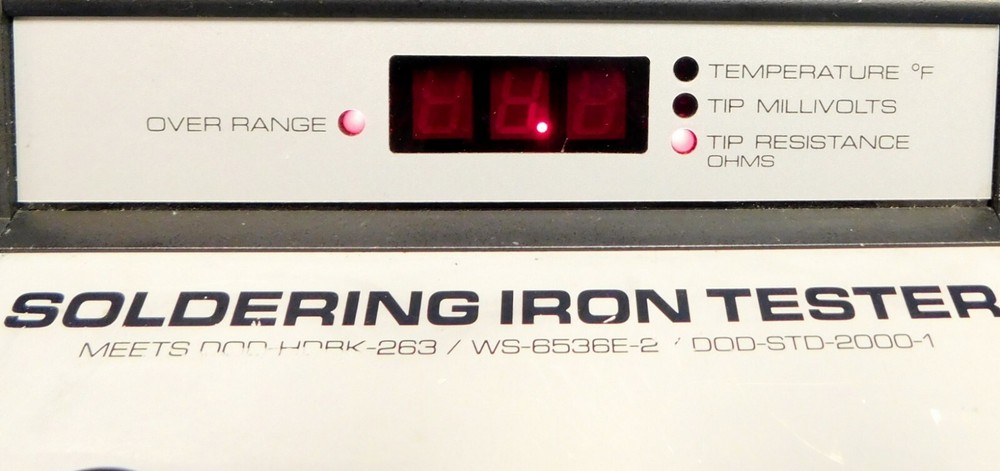 OVER RANGE
TEMPERATURE °F
TIP MILLIVOLTS
TIP RESISTANCE
OHMS
SOLDERING IRON TESTER
MEETS DOD-HDBK-263 / WS-6536E-2 / DOD-STD-2000-1